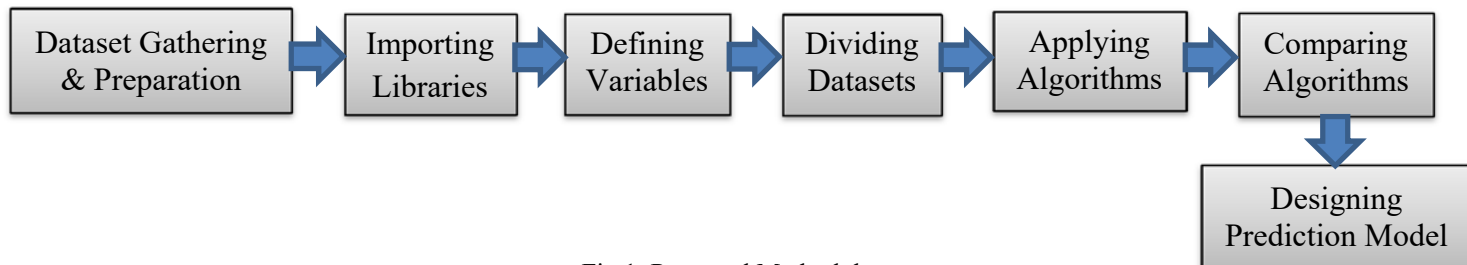 Dataset Gathering
& Preparation
Importing
Libraries
Defining
Variables
Dividing
Datasets
Applying
Algorithms
Comparing
Algorithms
Designing
Prediction Model